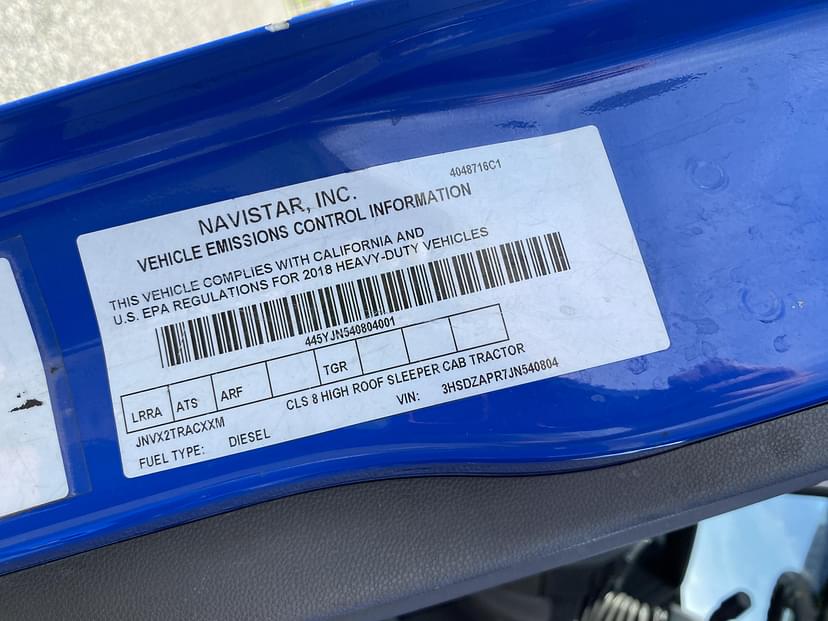 4048716C1
NAVISTAR, INC.
VEHICLE EMISSIONS CONTROL INFORMATION
THIS VEHICLE COMPLIES WITH CALIFORNIA AND
U.S. EPA REGULATIONS FOR 2018 HEAVY-DUTY VEHICLES
445YJN540804001
LRRA ATS ARF TGR
JNVX2TRACXXM CLS 8 HIGH ROOF SLEEPER CAB TRACTOR
FUEL TYPE: DIESEL VIN: 3HSDZAPR7JN540804